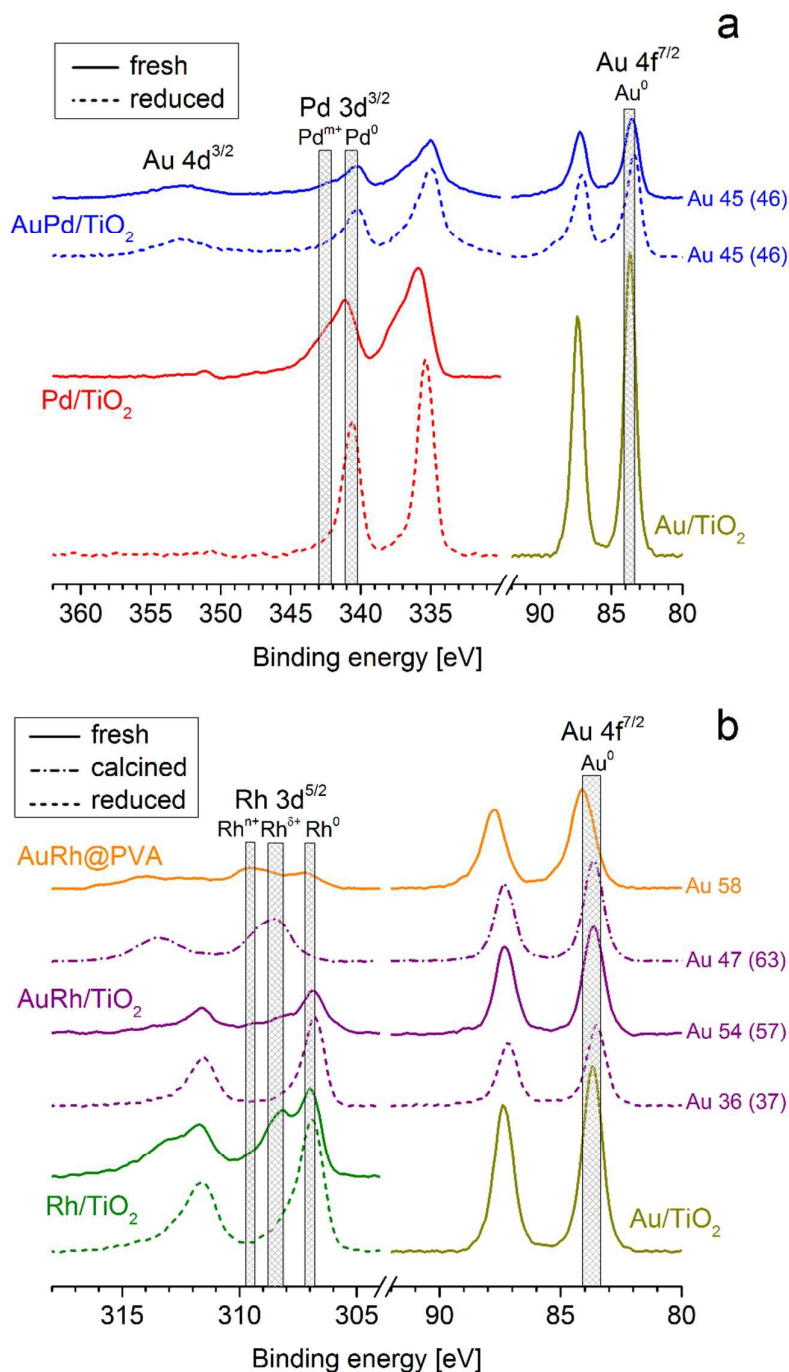 a
fresh
reduced
Au 4f7/2
Au0
Pd 3d3/2
Pdm+ Pd0
Au 4d3/2
Au 45 (46)
AuPd/TiO2
Au 45 (46)
Pd/TiO2
Au/TiO2
360 355 350 345 340 335 90 85 80
Binding energy [eV]
b
fresh
calcined
reduced
Au 4f7/2
Au0
Rh 3d5/2
Rhn+ Rhδ+ Rh0
AuRh@PVA
Au 58
Au 47 (63)
AuRh/TiO2
Au 54 (57)
Au 36 (37)
Rh/TiO2
Au/TiO2
315 310 305 90 85 80
Binding energy [eV]